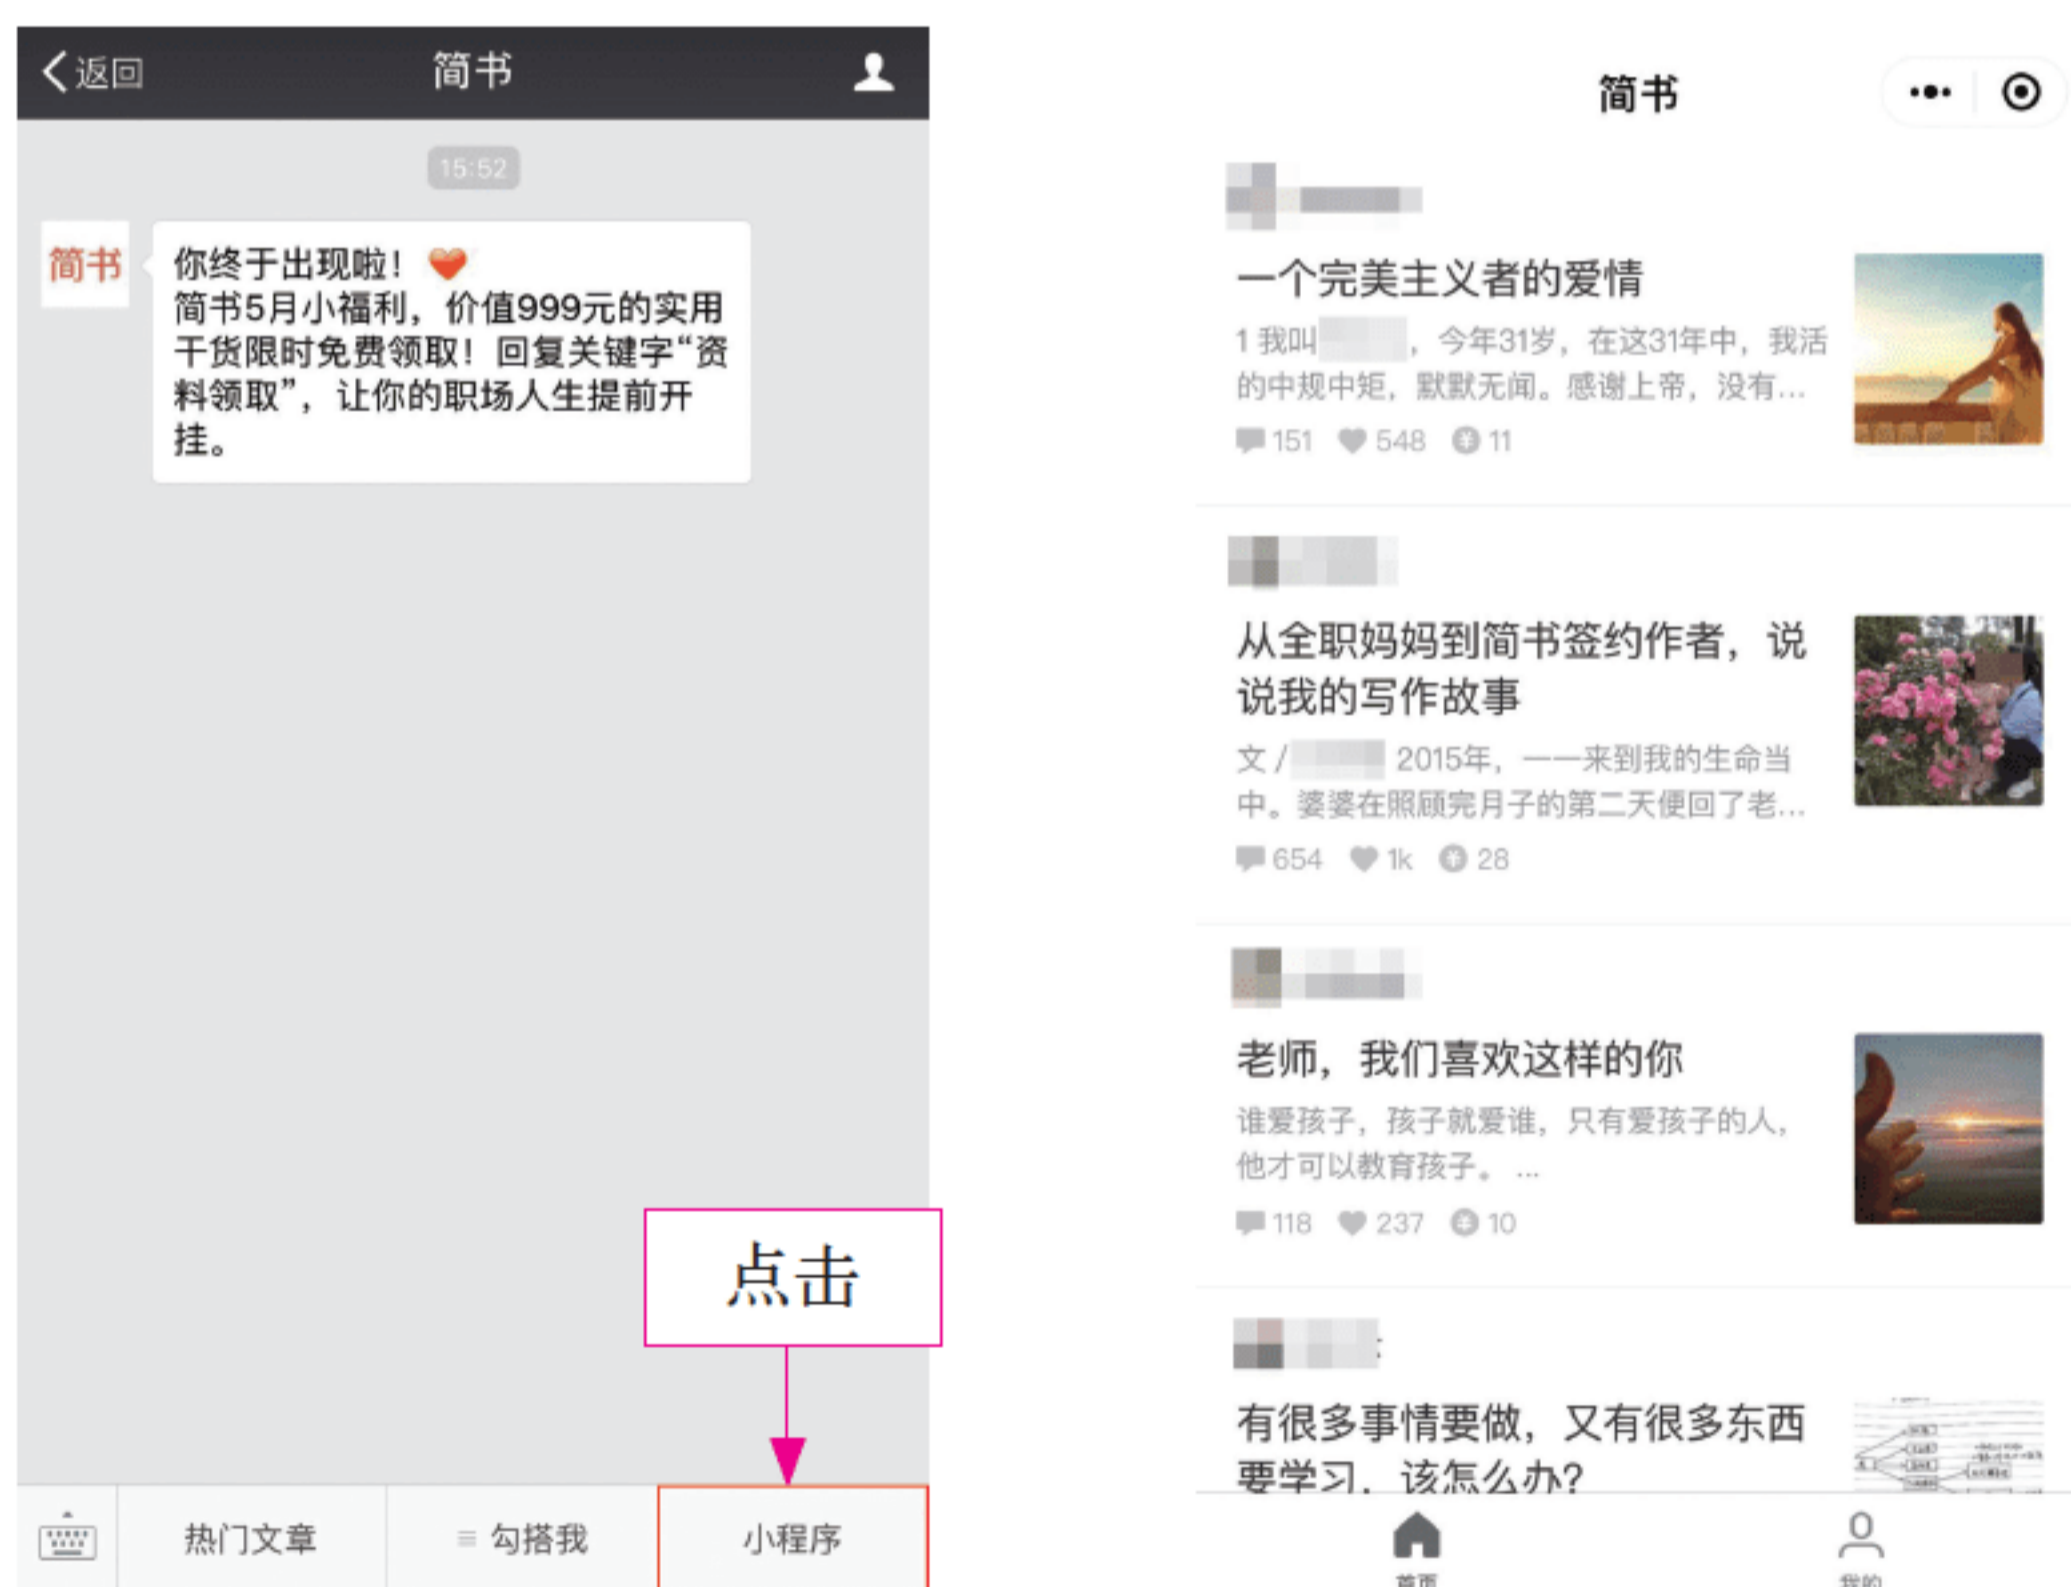 返回
简书
15:52
简书
你终于出现啦！
简书5月小福利，价值999元的实用
干货限时免费领取！回复关键字“资
料领取”，让你的职场人生提前开
挂。
点击
热门文章
勾搭我
小程序
简书
一个完美主义者的爱情
1 我叫，今年31岁，在这31年中，我活
的中规中矩，默默无闻。感谢上帝，没有...
151 548 11
从全职妈妈到简书签约作者，说
说我的写作故事
文 / 2015年，一一来到我的生命当
中。婆婆在照顾完月子的第二天便回了老...
654 1k 28
老师，我们喜欢这样的你
谁爱孩子，孩子就爱谁，只有爱孩子的人，
他才可以教育孩子。 ...
118 237 10
有很多事情要做，又有很多东西
要学习，该怎么办？
首页
我的